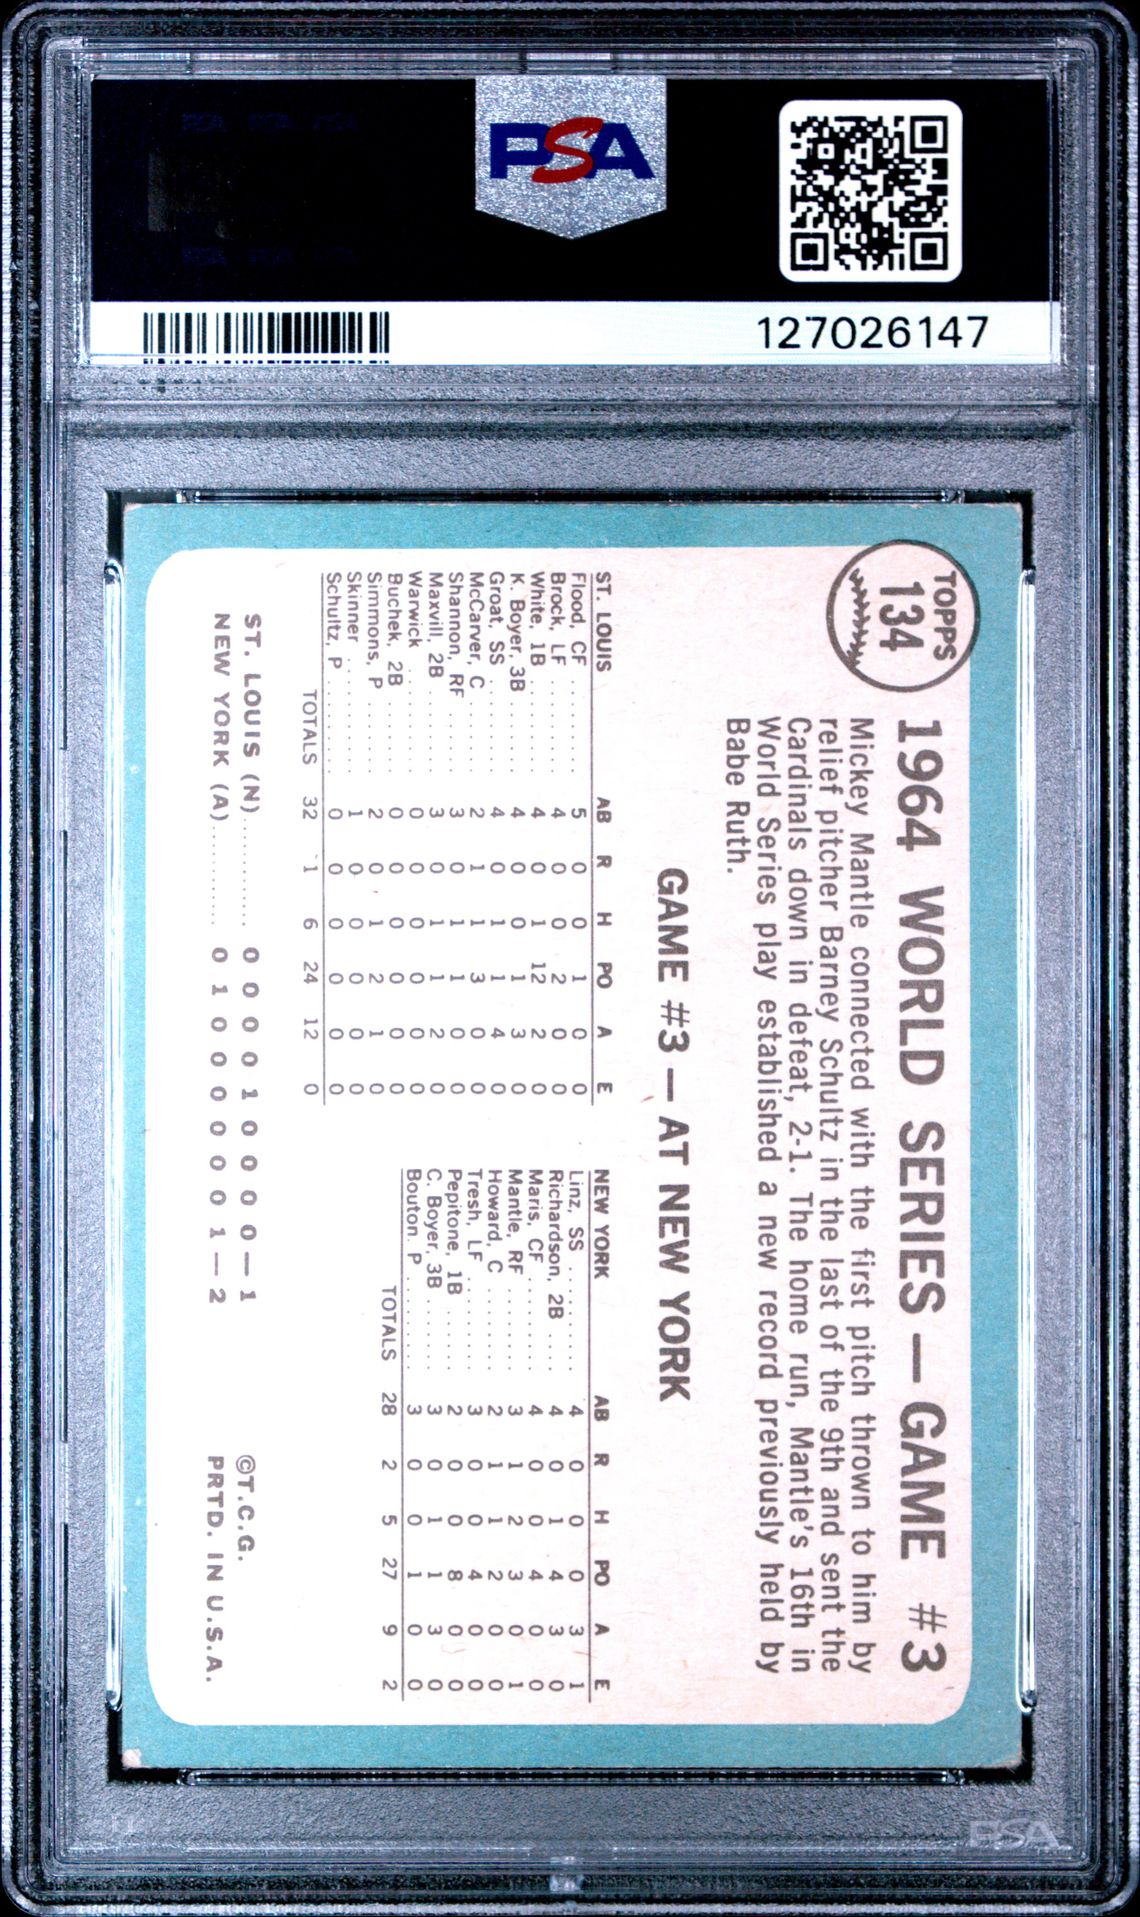 PSA
127026147
TOPPS
134
1964 WORLD SERIES — GAME #3
Mickey Mantle connected with the first pitch thrown to him by
relief pitcher Barney Schultz in the last of the 9th and sent the
Cardinals down in defeat, 2-1. The home run, Mantle's 16th in
World Series play established a new record previously held by
Babe Ruth.
GAME #3 — AT NEW YORK
ST. LOUIS AB R H PO A E
Flood, CF .......... 5 0 0 1 0 0
Brock, LF .......... 4 0 0 2 0 0
White, 1B .......... 4 0 1 12 2 0
K. Boyer, 3B ........ 4 0 0 1 3 0
Groat, SS .......... 4 0 1 1 4 0
McCarver, C ........ 2 1 1 3 0 0
Shannon, RF ........ 3 0 1 1 0 0
Maxvill, 2B ......... 3 0 1 1 2 0
Warwick ........... 0 0 0 0 0 0
Buchek, 2B ......... 0 0 0 0 0 0
Simmons, P ........ 2 0 1 2 1 0
Skinner ............ 1 0 0 0 0 0
Schultz, P .......... 0 0 0 0 0 0
TOTALS 32 1 6 24 12 0
NEW YORK AB R H PO A E
Linz, SS .......... 4 0 0 0 3 1
Richardson, 2B .... 4 0 1 4 3 0
Maris, CF ......... 4 0 0 4 0 0
Mantle, RF ........ 3 1 2 3 0 1
Howard, C ........ 2 1 1 2 0 0
Tresh, LF ......... 3 0 0 4 0 0
Pepitone, 1B ...... 2 0 0 8 0 0
C. Boyer, 3B ...... 3 0 1 1 3 0
Bouton. P ......... 3 0 0 1 0 0
TOTALS 28 2 5 27 9 2
ST. LOUIS (N) ............ 0 0 0 0 1 0 0 0 0 — 1
NEW YORK (A) ............ 0 1 0 0 0 0 0 0 1 — 2
©T.C.G.
PRTD. IN U.S.A.
PSA